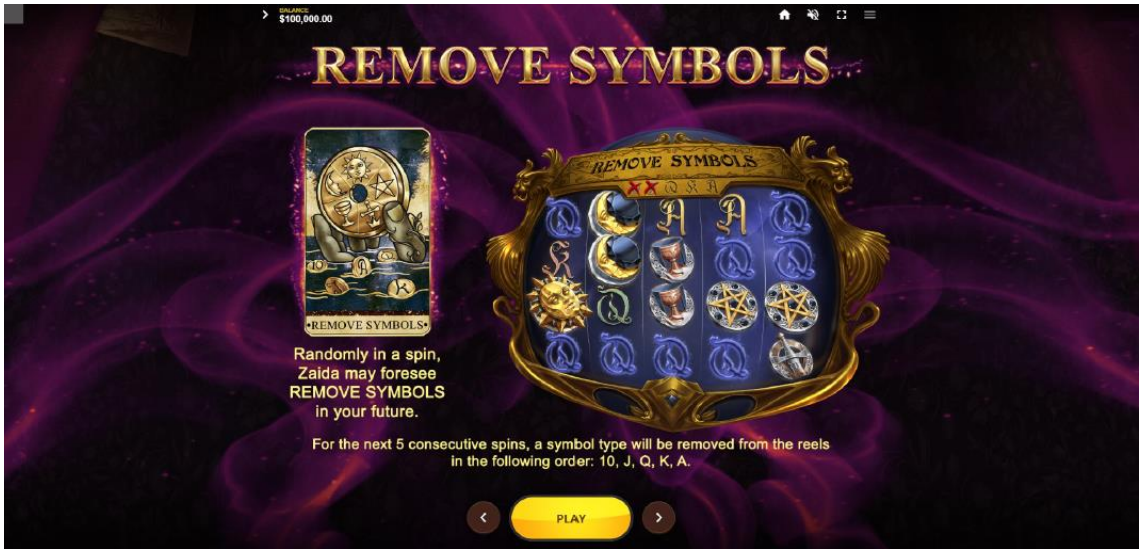 BALANCE
$100,000.00
REMOVE SYMBOLS
REMOVE SYMBOLS
Q K A
Q A A Q
K Q Q
Q
Q Q Q Q
10 A
K
•REMOVE SYMBOLS•
Randomly in a spin,
Zaida may foresee
REMOVE SYMBOLS
in your future.
For the next 5 consecutive spins, a symbol type will be removed from the reels
in the following order: 10, J, Q, K, A.
PLAY